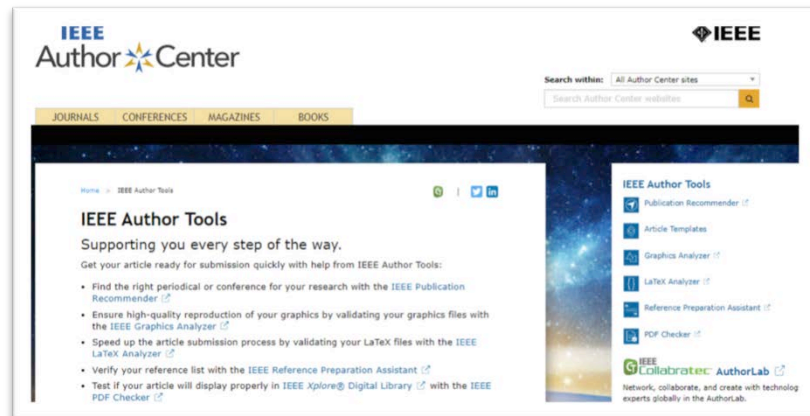 IEEE
Author Center
IEEE
Search within: All Author Center sites
Search Author Center websites
JOURNALS CONFERENCES MAGAZINES BOOKS
Home » IEEE Author Tools
IEEE Author Tools
Supporting you every step of the way.
Get your article ready for submission quickly with help from IEEE Author Tools:
• Find the right periodical or conference for your research with the IEEE Publication
Recommender
• Ensure high-quality reproduction of your graphics by validating your graphics files with
the IEEE Graphics Analyzer
• Speed up the article submission process by validating your LaTeX files with the IEEE
LaTeX Analyzer
• Verify your reference list with the IEEE Reference Preparation Assistant
• Test if your article will display properly in IEEE Xplore® Digital Library with the IEEE
PDF Checker
IEEE Author Tools
Publication Recommender
Article Templates
Graphics Analyzer
LaTeX Analyzer
Reference Preparation Assistant
PDF Checker
IEEE
Collabratec™ AuthorLab
Network, collaborate, and create with technolog
experts globally in the AuthorLab.